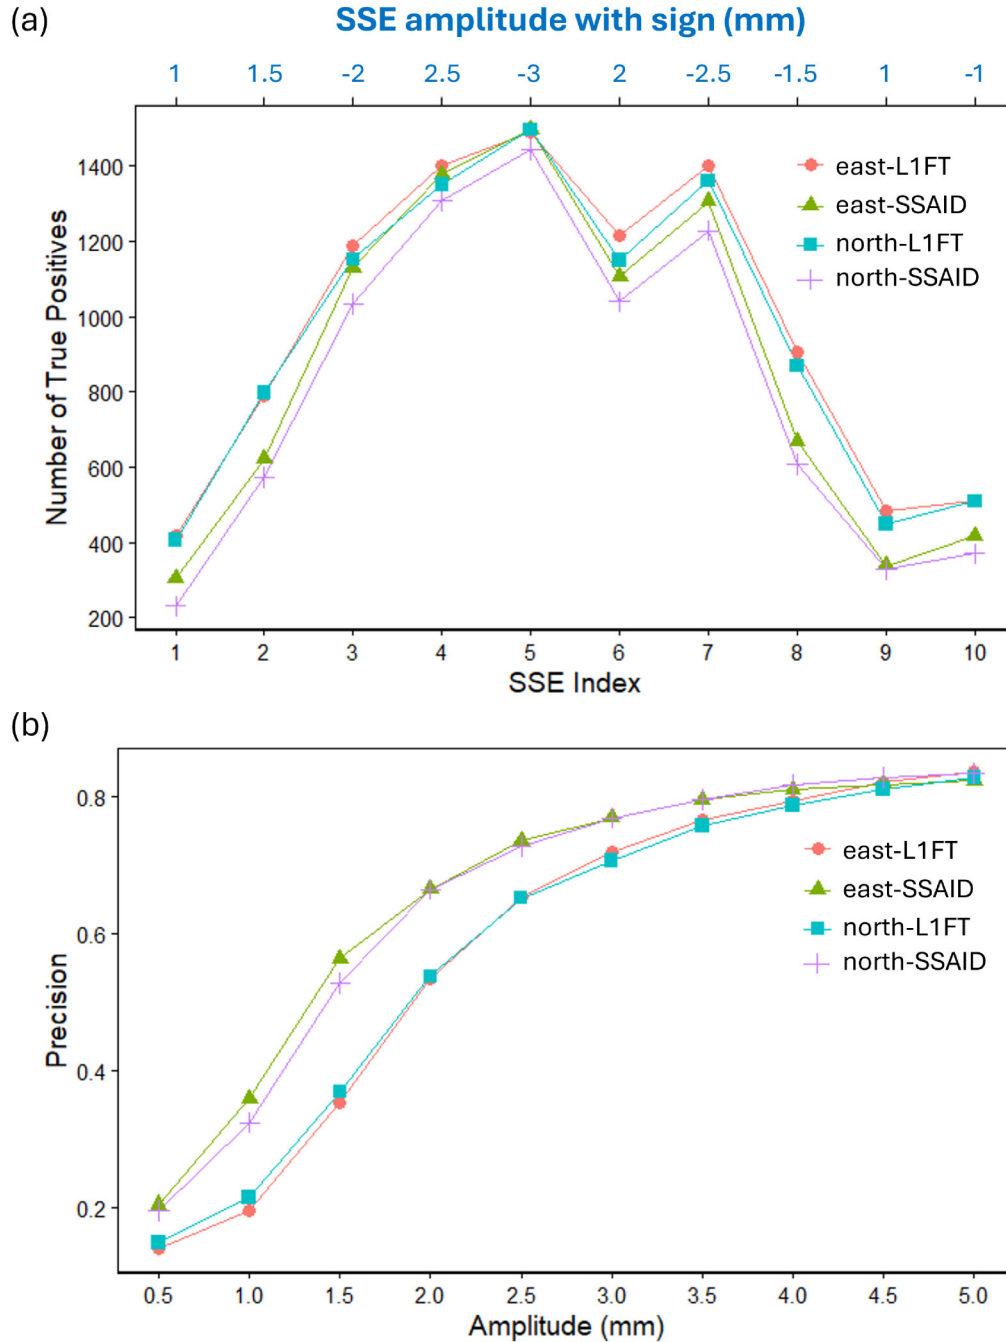 (a)
SSE amplitude with sign (mm)
1 1.5 -2 2.5 -3 2 -2.5 -1.5 1 -1
Number of True Positives
1400
1200
1000
800
600
400
200
east-L1FT
east-SSAID
north-L1FT
north-SSAID
1 2 3 4 5 6 7 8 9 10
SSE Index
(b)
Precision
0.8
0.6
0.4
0.2
east-L1FT
east-SSAID
north-L1FT
north-SSAID
0.5 1.0 1.5 2.0 2.5 3.0 3.5 4.0 4.5 5.0
Amplitude (mm)